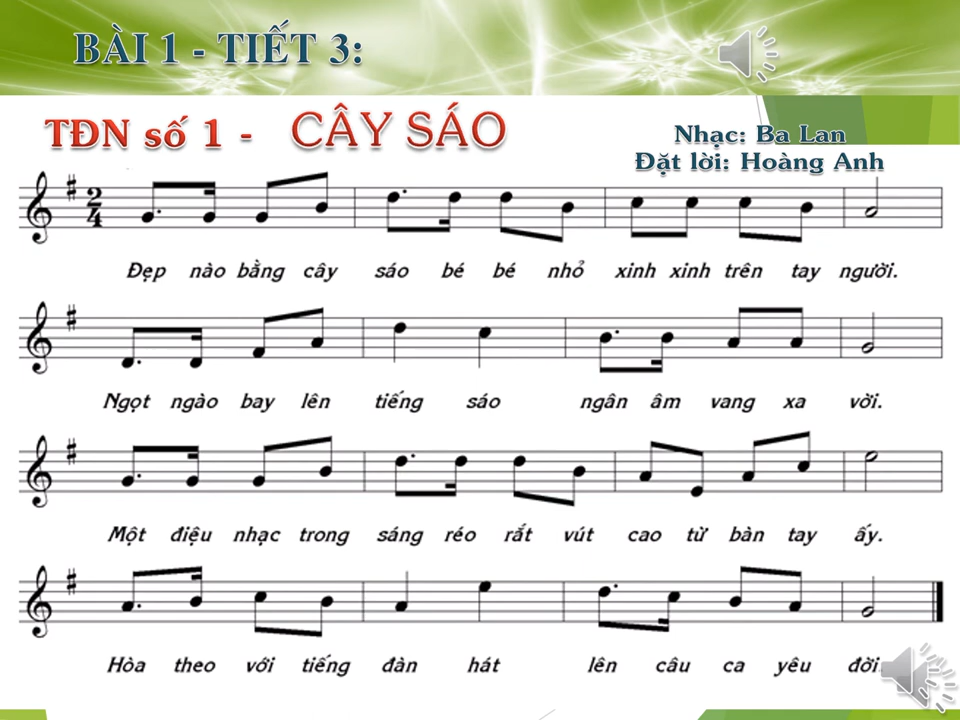 BÀI 1 - TIẾT 3:
TĐN số 1 - CÂY SÁO
Nhạc: Ba Lan
Đặt lời: Hoàng Anh
2
4
Đẹp nào bằng cây sáo bé bé nhỏ xinh xinh trên tay người.
Ngọt ngào bay lên tiếng sáo ngân âm vang xa vời.
Một điệu nhạc trong sáng réo rắt vút cao từ bàn tay ấy.
Hòa theo với tiếng đàn hát lên câu ca yêu đời.